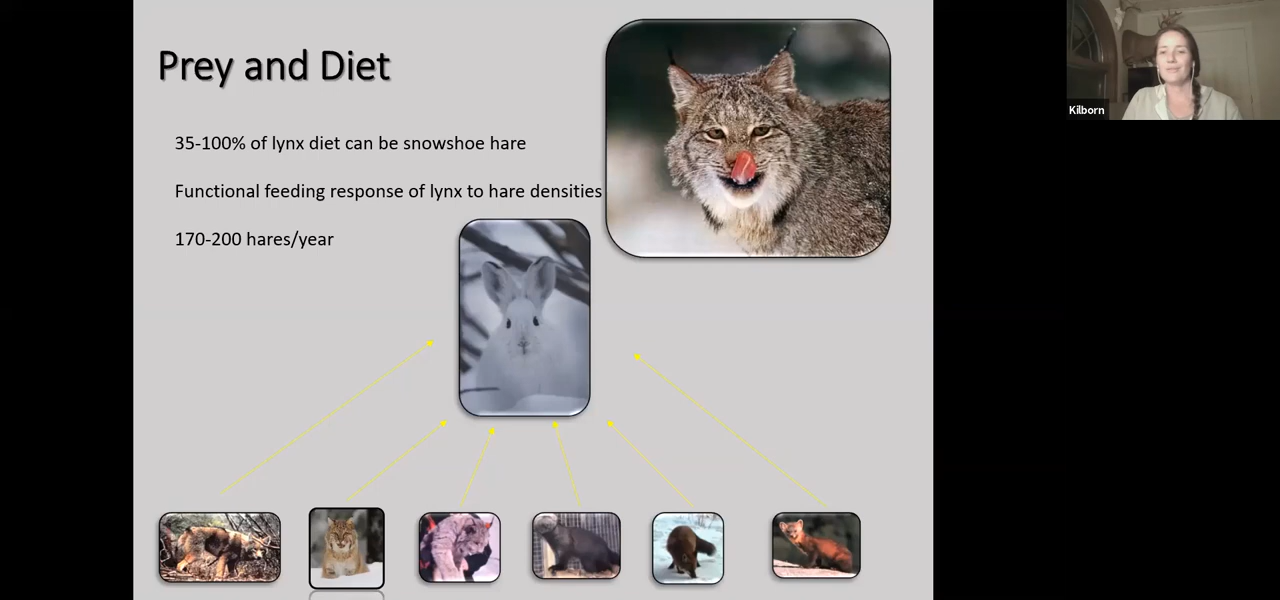 Prey and Diet
35-100% of lynx diet can be snowshoe hare
Functional feeding response of lynx to hare densities
170-200 hares/year
Kilborn